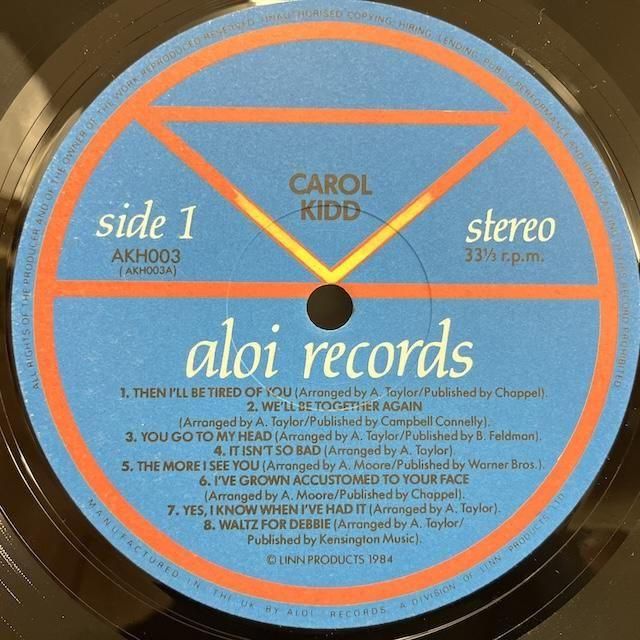 ALL RIGHTS OF THE PRODUCER AND OF THE OWNER OF THE WORK REPRODUCED RESERVED. UNAUTHORISED COPYING, HIRING, LENDING, PUBLIC PERFORMANCE AND BROADCASTING OF THIS RECORD PROHIBITED
CAROL
KIDD
side 1
stereo
AKH003
33⅓ r.p.m.
(AKH003A)
aloi records
1. THEN I'LL BE TIRED OF YOU (Arranged by A. Taylor/Published by Chappel).
2. WE'LL BE TOGETHER AGAIN
(Arranged by A. Taylor/Published by Campbell Connelly).
3. YOU GO TO MY HEAD (Arranged by A. Taylor/Published by B. Feldman).
4. IT ISN'T SO BAD (Arranged by A. Taylor)
5. THE MORE I SEE YOU (Arranged by A. Moore/Published by Warner Bros.).
6. I'VE GROWN ACCUSTOMED TO YOUR FACE
(Arranged by A. Moore/Published by Chappel).
7. YES, I KNOW WHEN I'VE HAD IT (Arranged by A. Taylor).
8. WALTZ FOR DEBBIE (Arranged by A. Taylor/
Published by Kensington Music).
© LINN PRODUCTS 1984
MANUFACTURED IN THE UK BY ALOI RECORDS, A DIVISION OF LINN PRODUCTS LTD